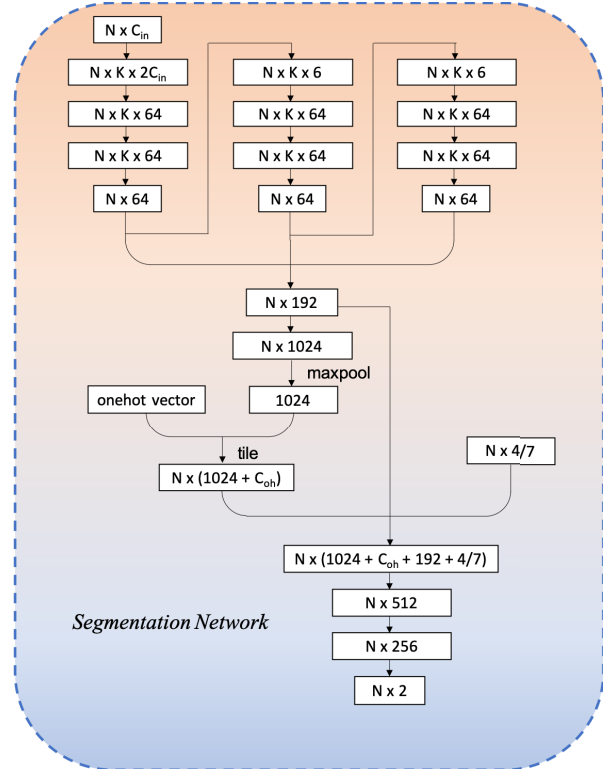 N x C_in
N x K x 2C_in
N x K x 64
N x K x 64
N x 64
N x K x 6
N x K x 64
N x K x 64
N x 64
N x K x 6
N x K x 64
N x K x 64
N x 64
N x 192
N x 1024
maxpool
onehot vector
1024
tile
N x 4/7
N x (1024 + C_oh)
N x (1024 + C_oh + 192 + 4/7)
N x 512
Segmentation Network
N x 256
N x 2